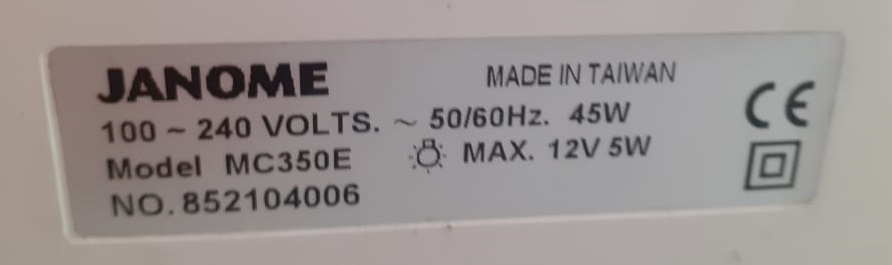 JANOME MADE IN TAIWAN
100 ~ 240 VOLTS. ~ 50/60Hz. 45W
Model MC350E MAX. 12V 5W
NO. 852104006
CE